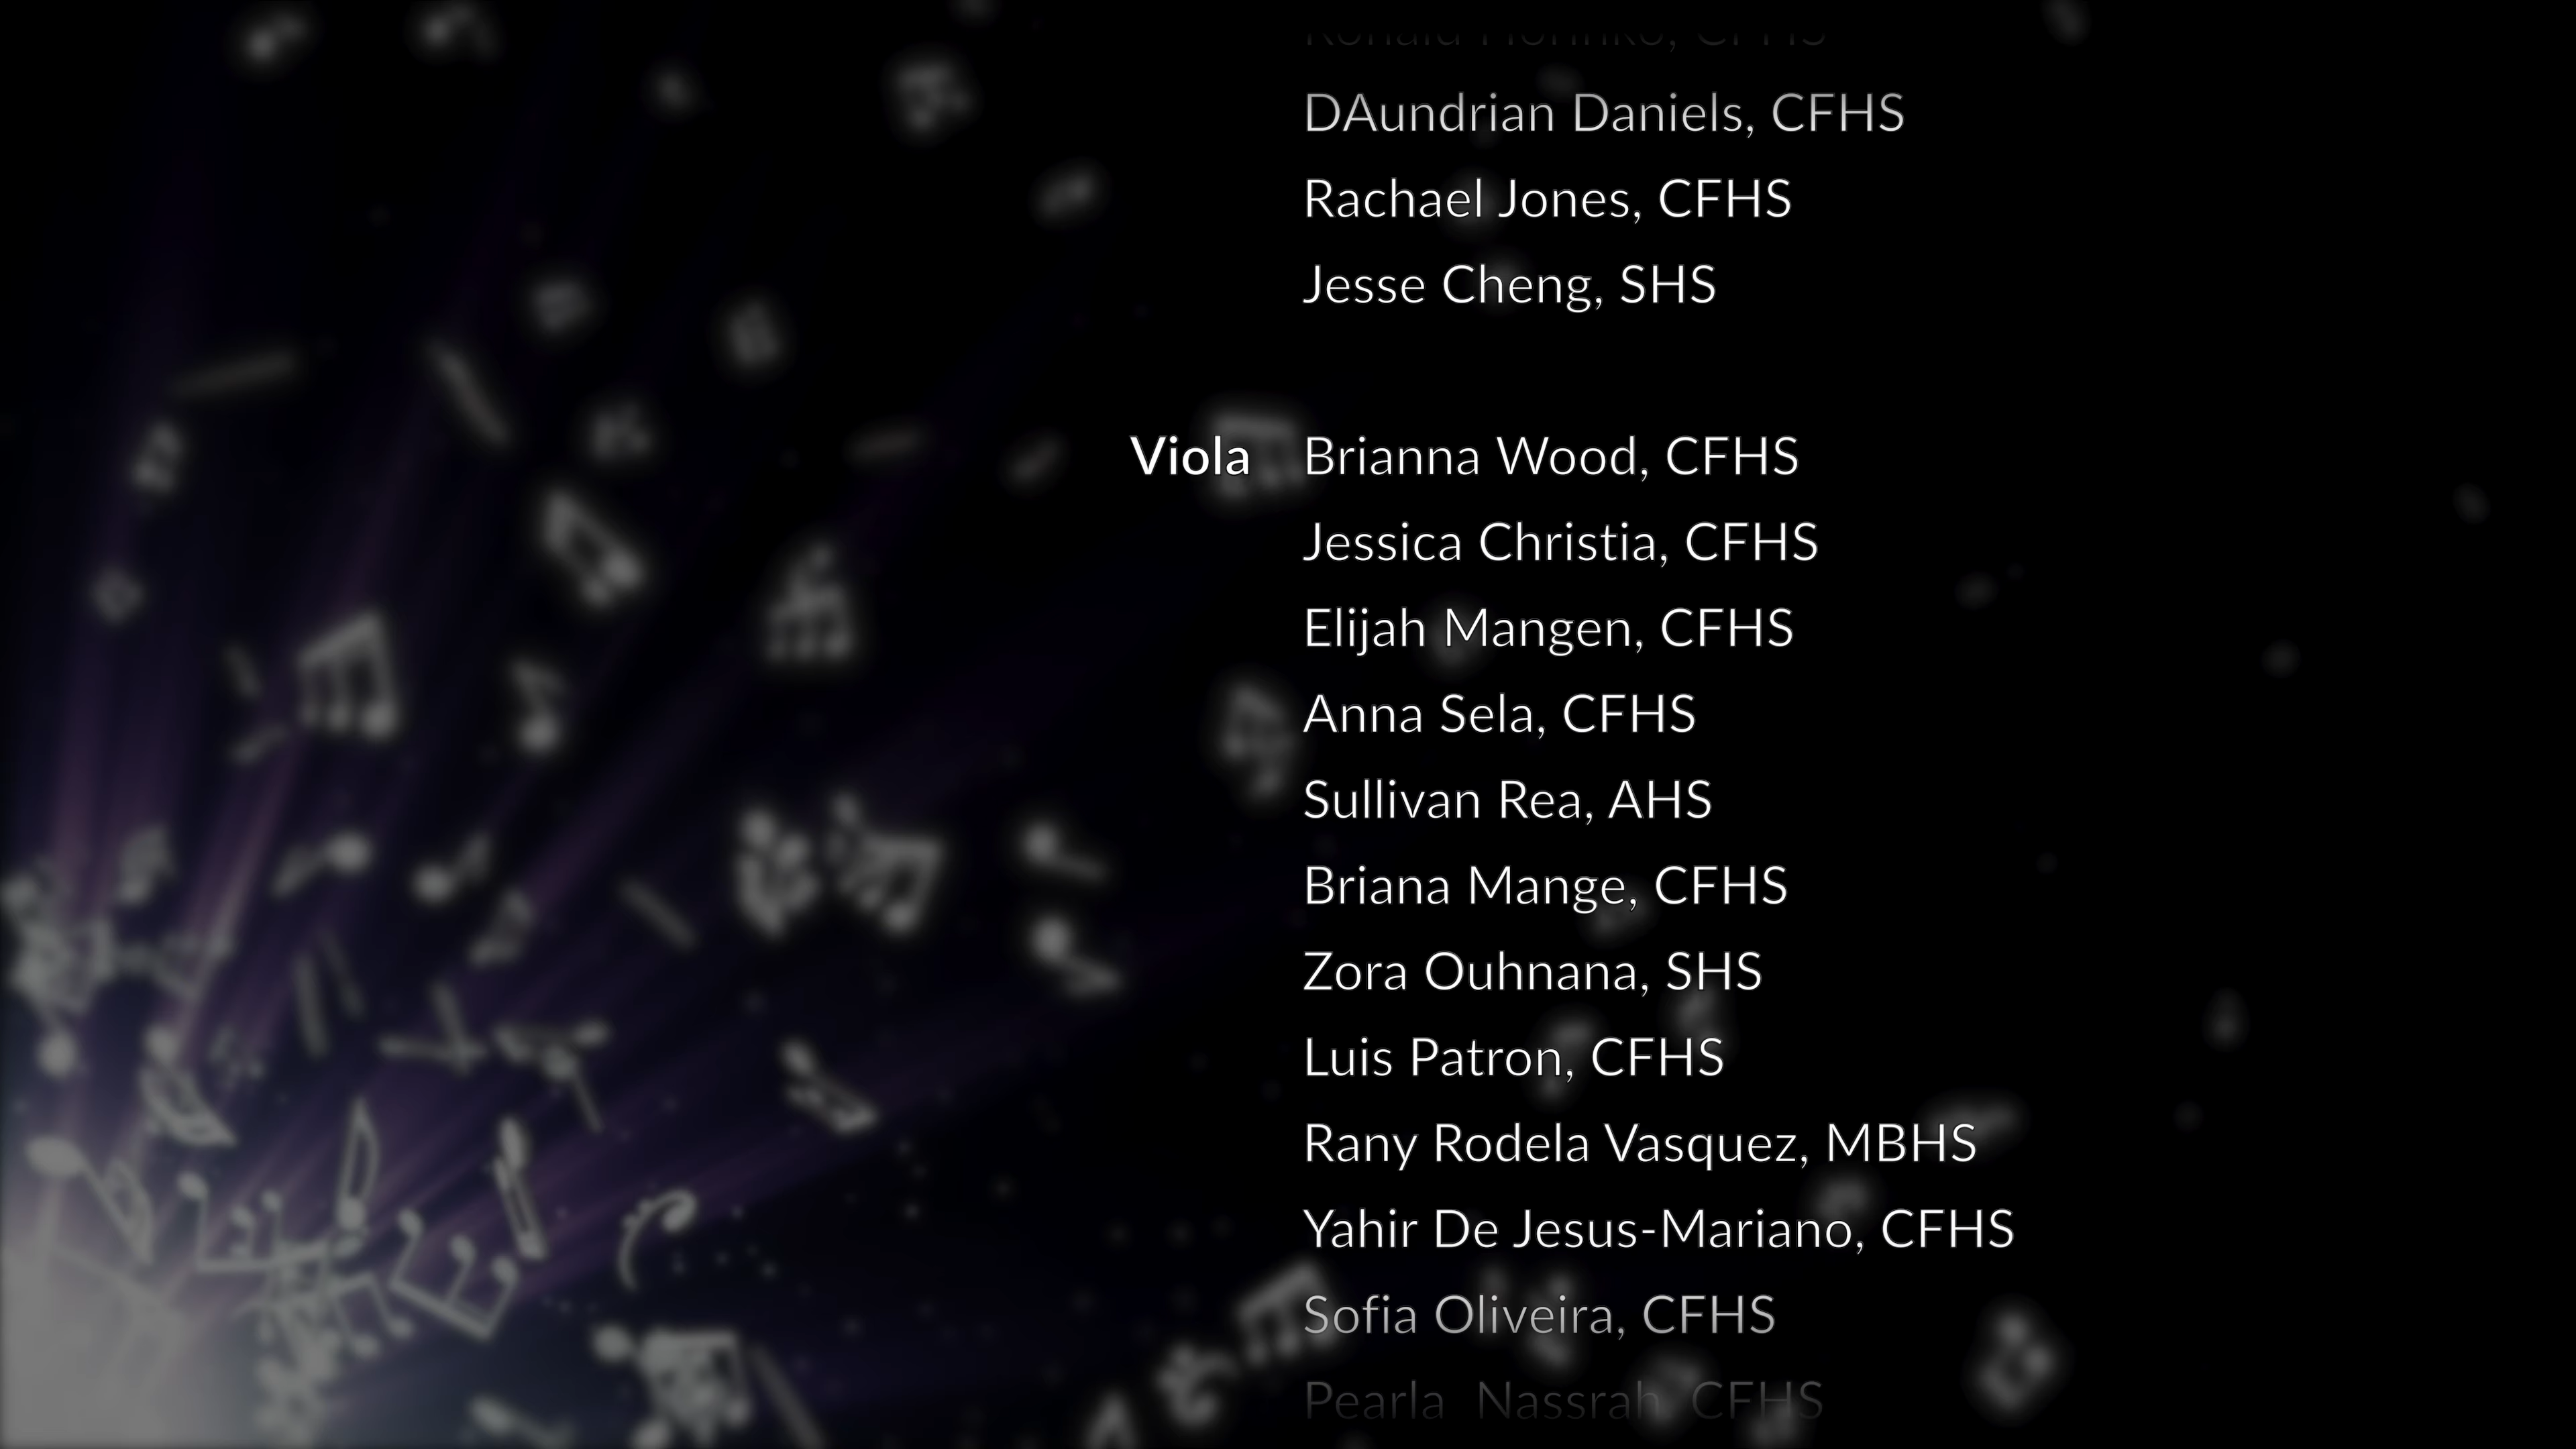 DAundrian Daniels, CFHS
Rachael Jones, CFHS
Jesse Cheng, SHS
Viola Brianna Wood, CFHS
Jessica Christia, CFHS
Elijah Mangen, CFHS
Anna Sela, CFHS
Sullivan Rea, AHS
Briana Mange, CFHS
Zora Ouhnana, SHS
Luis Patron, CFHS
Rany Rodela Vasquez, MBHS
Yahir De Jesus-Mariano, CFHS
Sofia Oliveira, CFHS
Pearla  Nassrah, CFHS